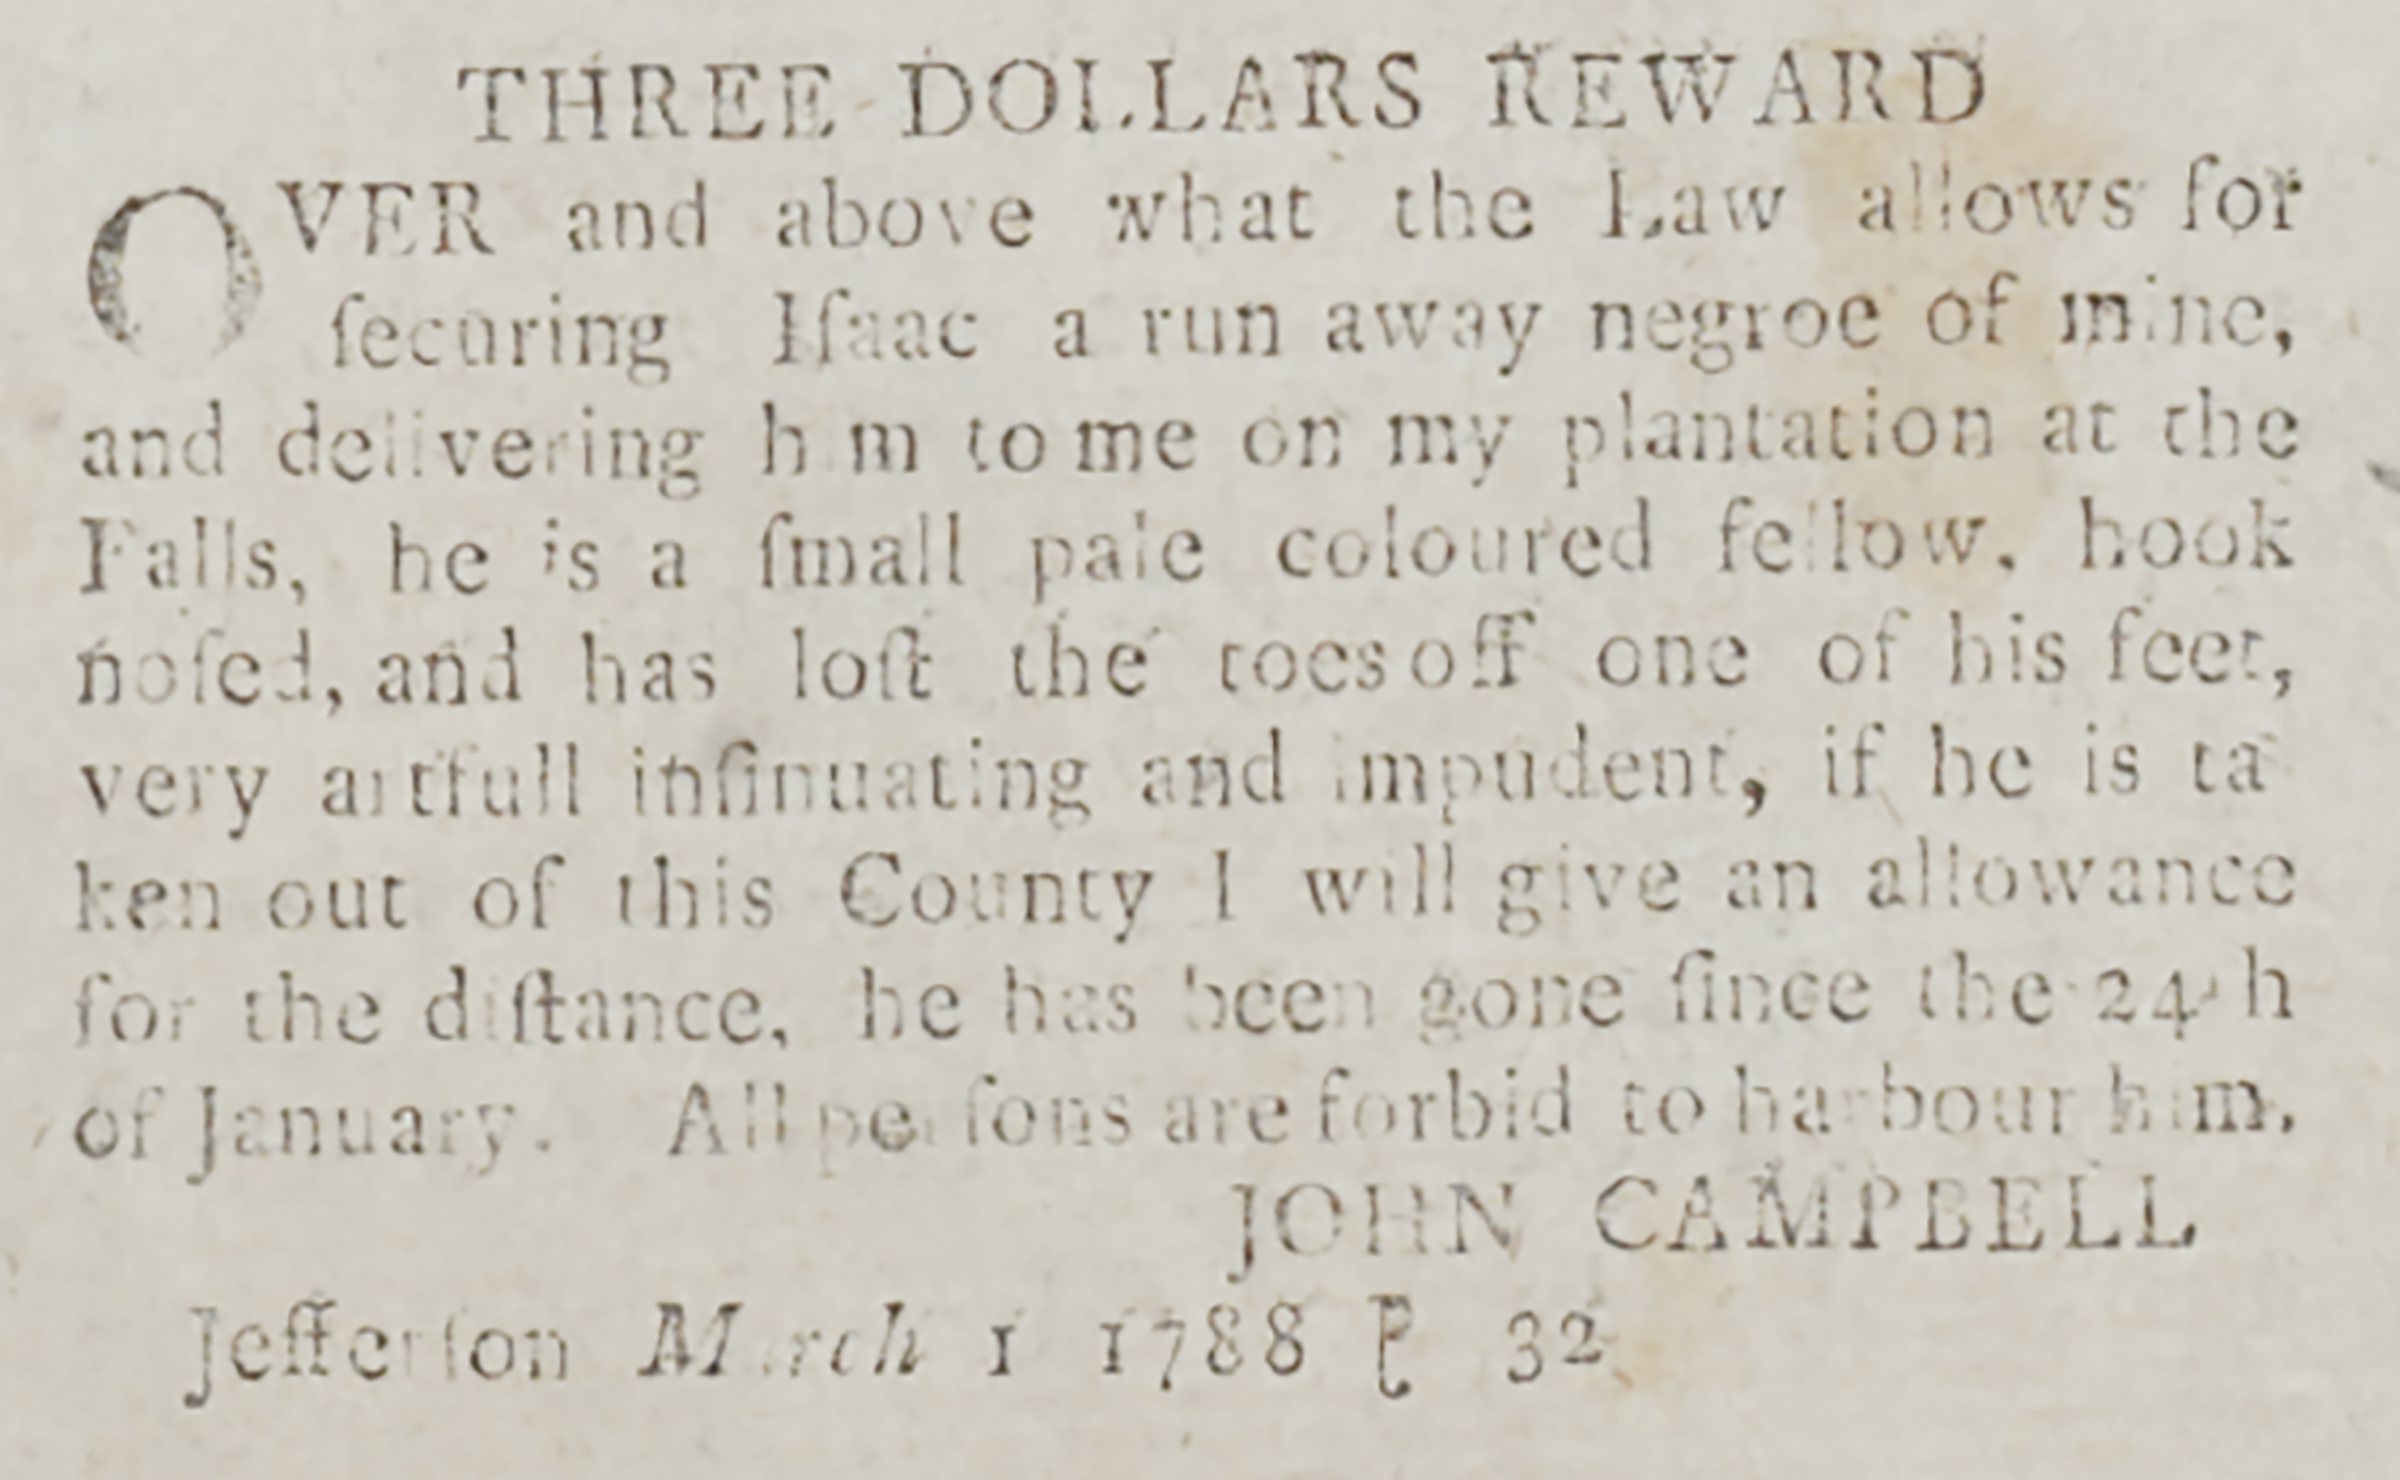 THREE DOLLARS REWARD
OVER and above what the Law allows for
ſecuring Iſaac a run away negroe of mine,
and delivering him to me on my plantation at the
Falls, he is a ſmall pale coloured fellow, hook
noſed, and has loſt the toes off one of his feet,
very artfull inſinuating and impudent, if he is ta
ken out of this County I will give an allowance
for the diſtance, he has been gone ſince the 24th
of January. All perſons are forbid to harbour him.
JOHN CAMPBELL
Jefferſon March 1 1788 ⅌ 32